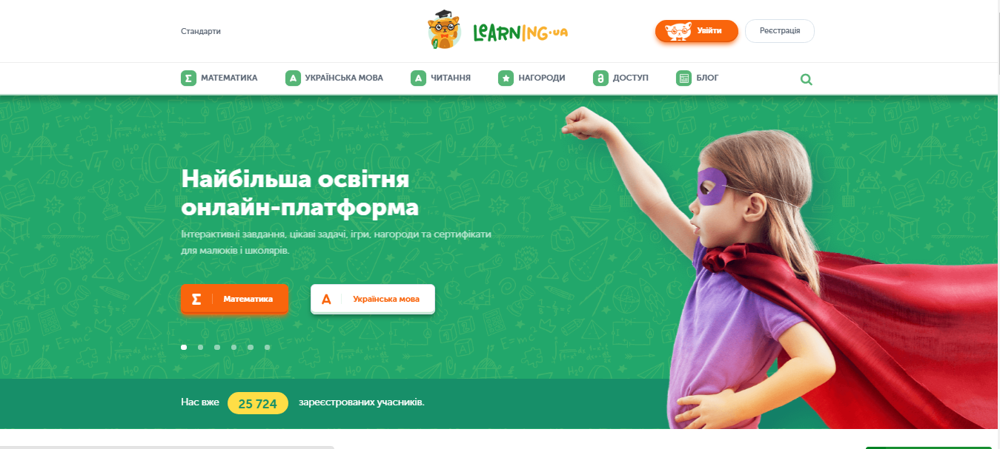 Стандарти
LEARNING.UA
Увійти
Реєстрація
МАТЕМАТИКА
УКРАЇНСЬКА МОВА
ЧИТАННЯ
НАГОРОДИ
ДОСТУП
БЛОГ
Найбільша освітня
онлайн-платформа
Інтерактивні завдання, цікаві задачі, ігри, нагороди та сертифікати
для малюків і школярів.
Σ Математика
А Українська мова
Нас вже 25 724 зареєстрованих учасників.